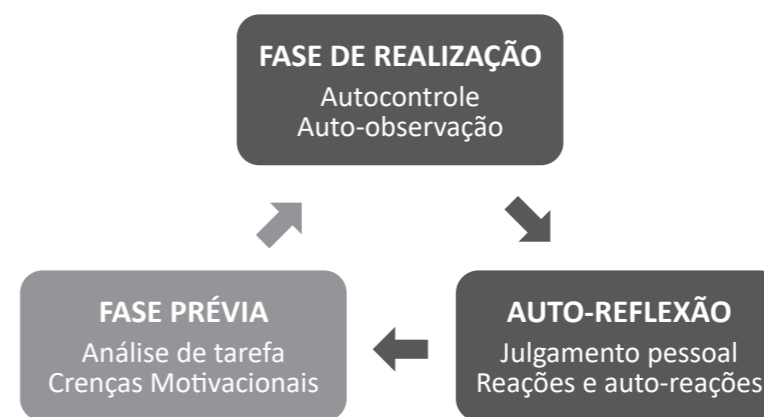 FASE DE REALIZAÇÃO
Autocontrole
Auto-observação
FASE PRÉVIA
Análise de tarefa
Crenças Motivacionais
AUTO-REFLEXÃO
Julgamento pessoal
Reações e auto-reações